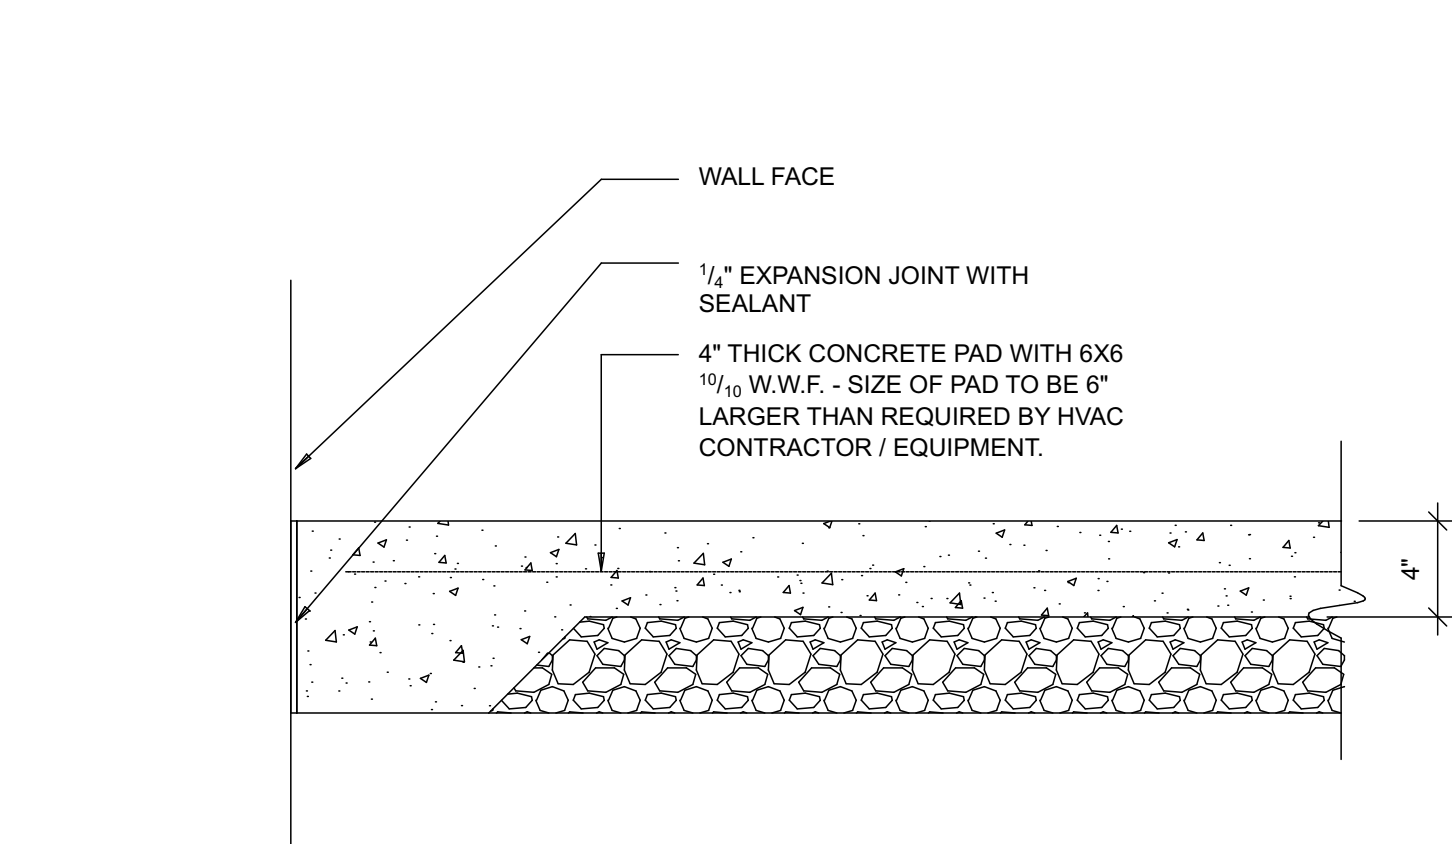 WALL FACE
1/4" EXPANSION JOINT WITH
SEALANT
4" THICK CONCRETE PAD WITH 6X6
10/10 W.W.F. - SIZE OF PAD TO BE 6"
LARGER THAN REQUIRED BY HVAC
CONTRACTOR / EQUIPMENT.
4"